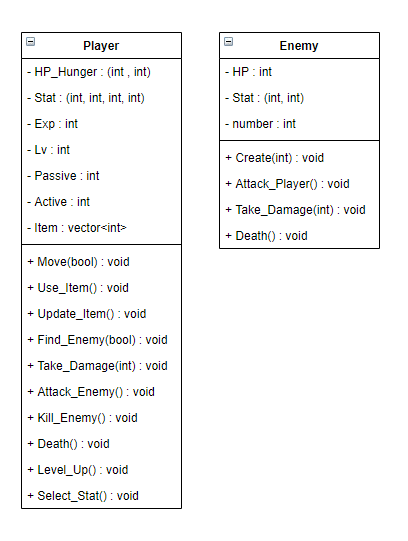 Player
- HP_Hunger : (int , int)
- Stat : (int, int, int, int)
- Exp : int
- Lv : int
- Passive : int
- Active : int
- Item : vector<int>
+ Move(bool) : void
+ Use_Item() : void
+ Update_Item() : void
+ Find_Enemy(bool) : void
+ Take_Damage(int) : void
+ Attack_Enemy() : void
+ Kill_Enemy() : void
+ Death() : void
+ Level_Up() : void
+ Select_Stat() : void
Enemy
- HP : int
- Stat : (int, int)
- number : int
+ Create(int) : void
+ Attack_Player() : void
+ Take_Damage(int) : void
+ Death() : void